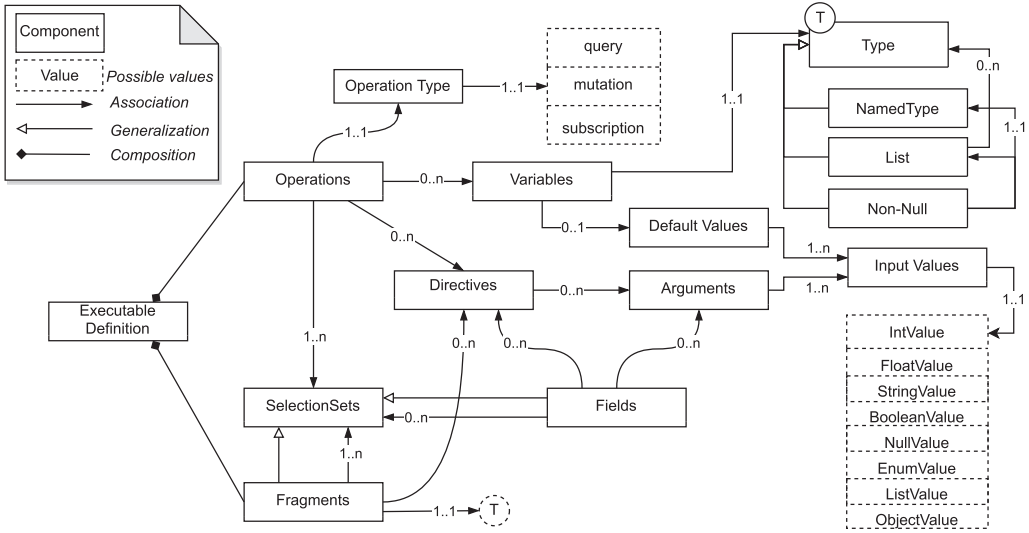 Component
Value
Possible values
Association
Generalization
Composition
T
Type
query
mutation
subscription
Operation Type
1..1
1..1
1..1
0..n
NamedType
1..1
List
Non-Null
Operations
0..n
Variables
0..1
Default Values
0..n
1..n
Input Values
Directives
0..n
Arguments
1..n
1..1
Executable
Definition
1..n
0..n
0..n
0..n
IntValue
FloatValue
StringValue
BooleanValue
NullValue
EnumValue
ListValue
ObjectValue
SelectionSets
0..n
Fields
1..n
Fragments
1..1
T